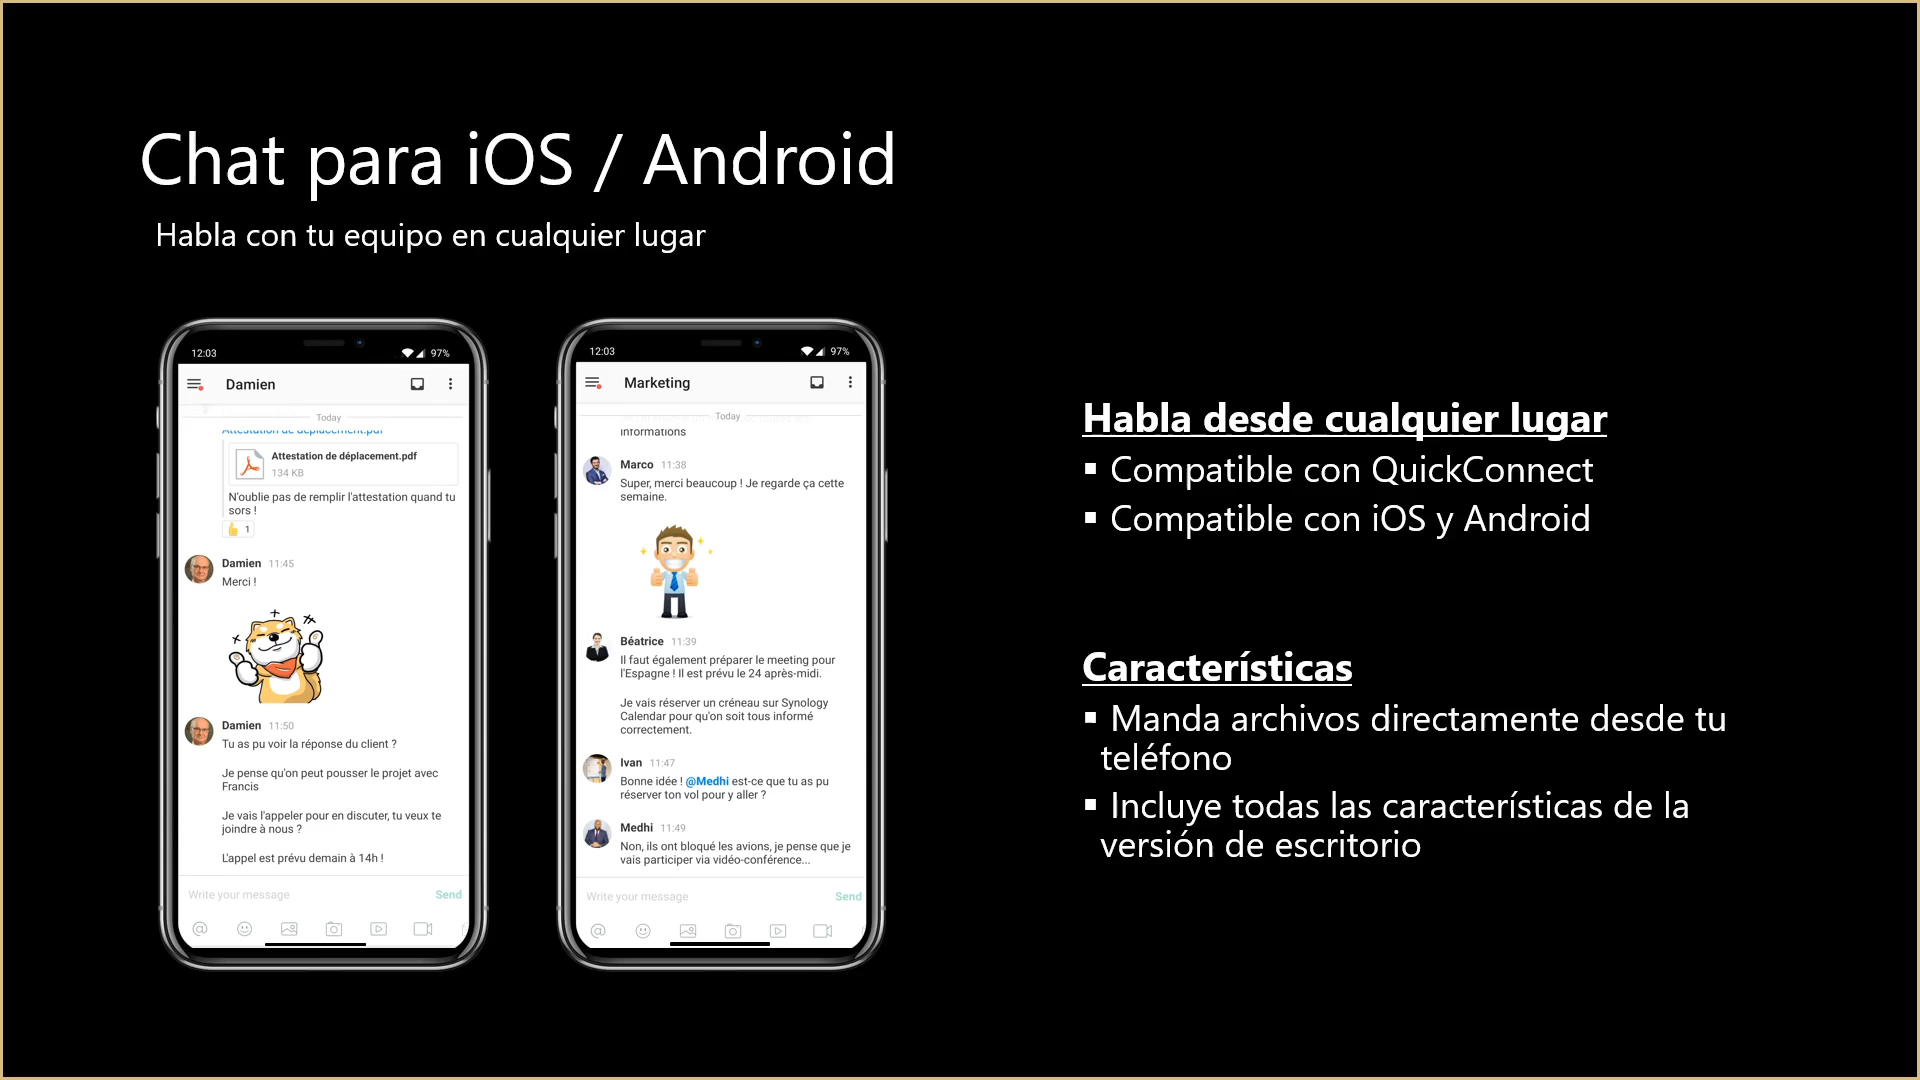 Chat para iOS / Android
Habla con tu equipo en cualquier lugar
12:03
97%
Damien
Today
Attestation de déplacement.pdf
Attestation de déplacement.pdf
134 KB
N'oublie pas de remplir l'attestation quand tu
sors !
1
Damien 11:45
Merci !
Damien 11:50
Tu as pu voir la réponse du client ?
Je pense qu'on peut pousser le projet avec
Francis
Je vais l'appeler pour en discuter, tu veux te
joindre à nous ?
L'appel est prévu demain à 14h !
Write your message
Send
12:03
97%
Marketing
Today
informations
Marco 11:38
Super, merci beaucoup ! Je regarde ça cette
semaine.
Béatrice 11:39
Il faut également préparer le meeting pour
l'Espagne ! Il est prévu le 24 après-midi.
Je vais réserver un créneau sur Synology
Calendar pour qu'on soit tous informé
correctement.
Ivan 11:47
Bonne idée ! @Medhi est-ce que tu as pu
réserver ton vol pour y aller ?
Medhi 11:49
Non, ils ont bloqué les avions, je pense que je
vais participer via vidéo-conférence...
Write your message
Send
Habla desde cualquier lugar
▪ Compatible con QuickConnect
▪ Compatible con iOS y Android
Características
▪ Manda archivos directamente desde tu
teléfono
▪ Incluye todas las características de la
versión de escritorio